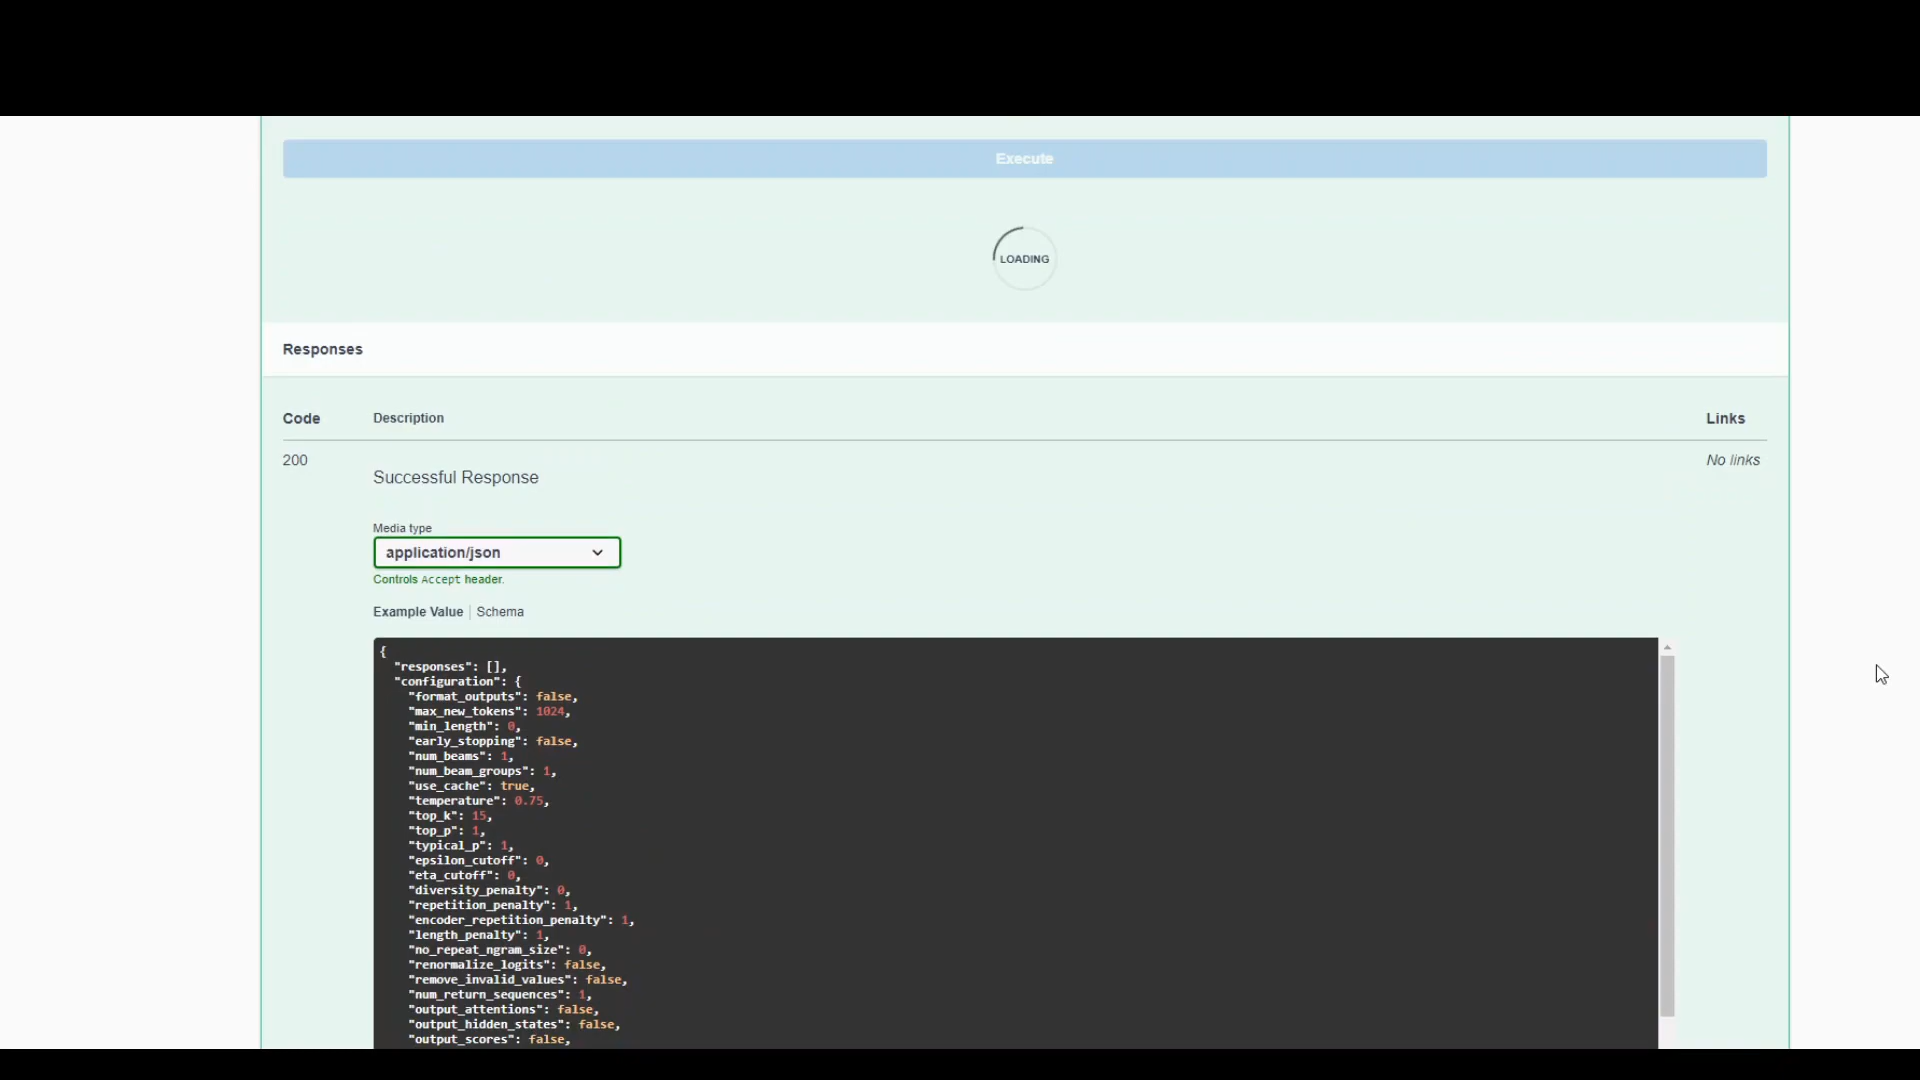 Execute
LOADING
Responses
Code Description Links
200 Successful Response No links
Media type
application/json
Controls Accept header.
Example Value | Schema
{
"responses": [],
"configuration": {
"format_outputs": false,
"max_new_tokens": 1024,
"min_length": 0,
"early_stopping": false,
"num_beams": 1,
"num_beam_groups": 1,
"use_cache": true,
"temperature": 0.75,
"top_k": 15,
"top_p": 1,
"typical_p": 1,
"epsilon_cutoff": 0,
"eta_cutoff": 0,
"diversity_penalty": 0,
"repetition_penalty": 1,
"encoder_repetition_penalty": 1,
"length_penalty": 1,
"no_repeat_ngram_size": 0,
"renormalize_logits": false,
"remove_invalid_values": false,
"num_return_sequences": 1,
"output_attentions": false,
"output_hidden_states": false,
"output_scores": false,